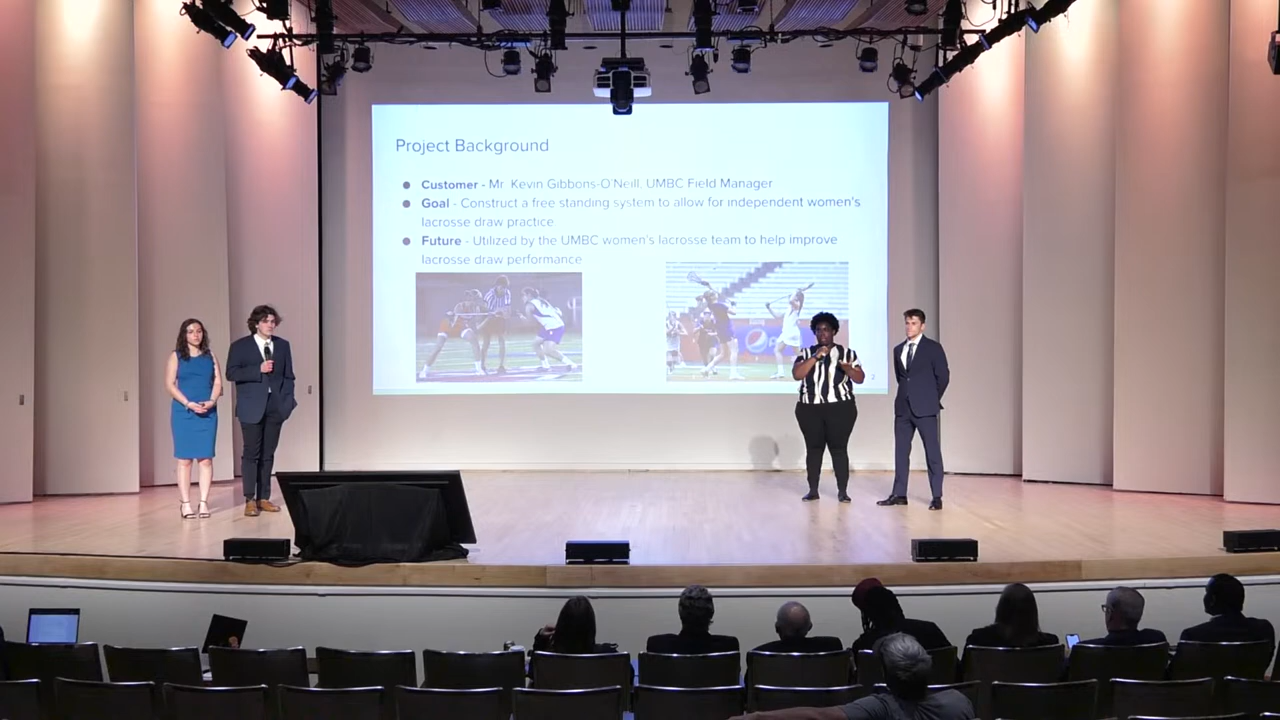 Project Background
● Customer - Mr. Kevin Gibbons-O'Neill, UMBC Field Manager
● Goal - Construct a free standing system to allow for independent women's
lacrosse draw practice
● Future - Utilized by the UMBC women's lacrosse team to help improve
lacrosse draw performance
2